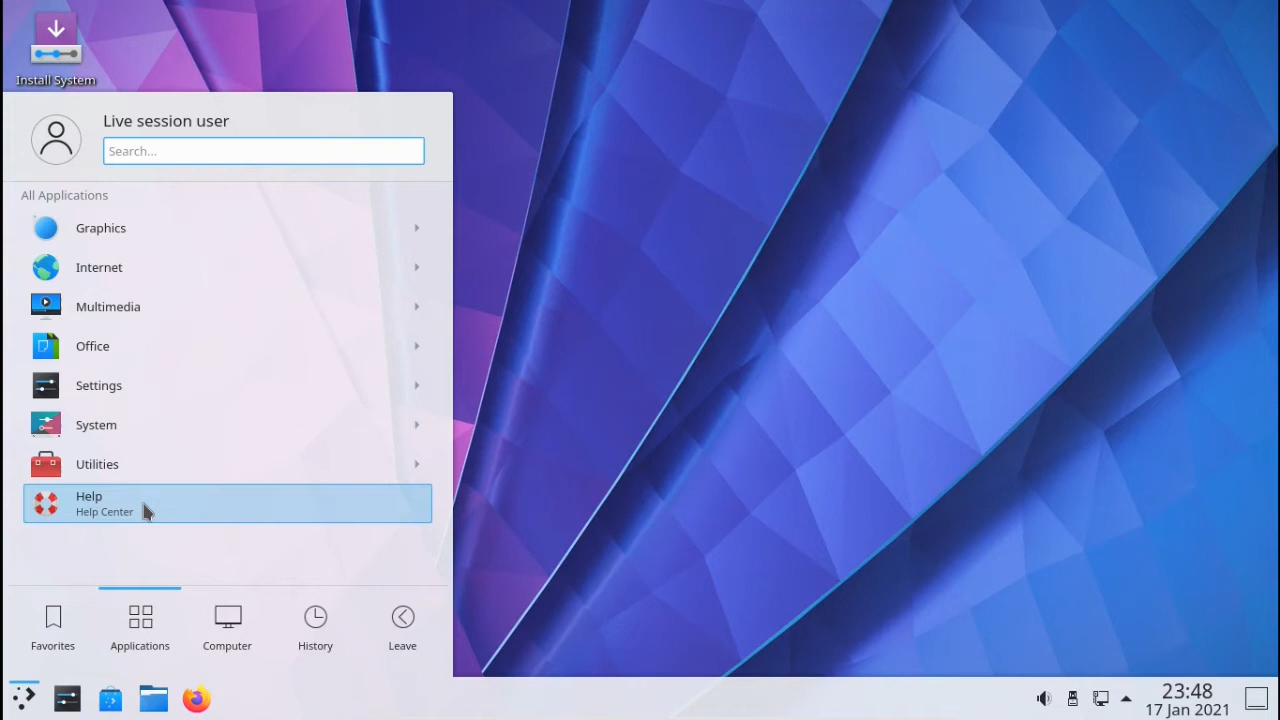 Install System
Live session user
Search...
All Applications
Graphics
Internet
Multimedia
Office
Settings
System
Utilities
Help
Help Center
Favorites
Applications
Computer
History
Leave
23:48
17 Jan 2021